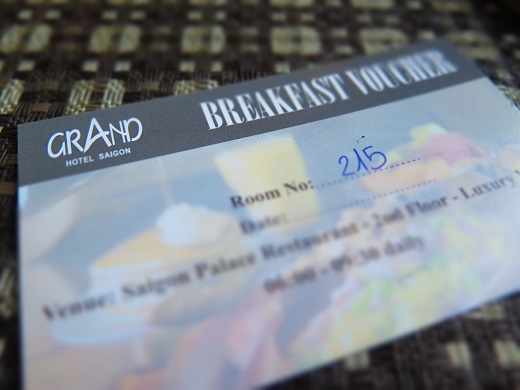 GRAND
HOTEL SAIGON
BREAKFAST VOUCHER
Room No: 215
Date:
Venue: Saigon Palace Restaurant - 2nd Floor - Luxury
06:00 - 09:30 daily